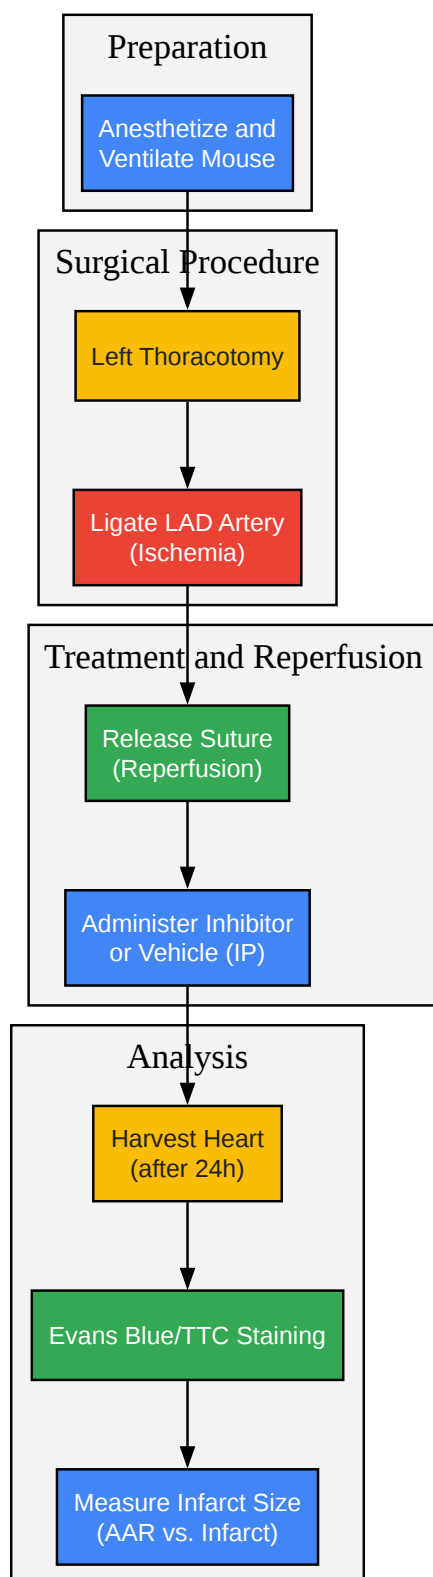 Preparation
Anesthetize and
Ventilate Mouse
Surgical Procedure
Left Thoracotomy
Ligate LAD Artery
(Ischemia)
Treatment and Reperfusion
Release Suture
(Reperfusion)
Administer Inhibitor
or Vehicle (IP)
Analysis
Harvest Heart
(after 24h)
Evans Blue/TTC Staining
Measure Infarct Size
(AAR vs. Infarct)